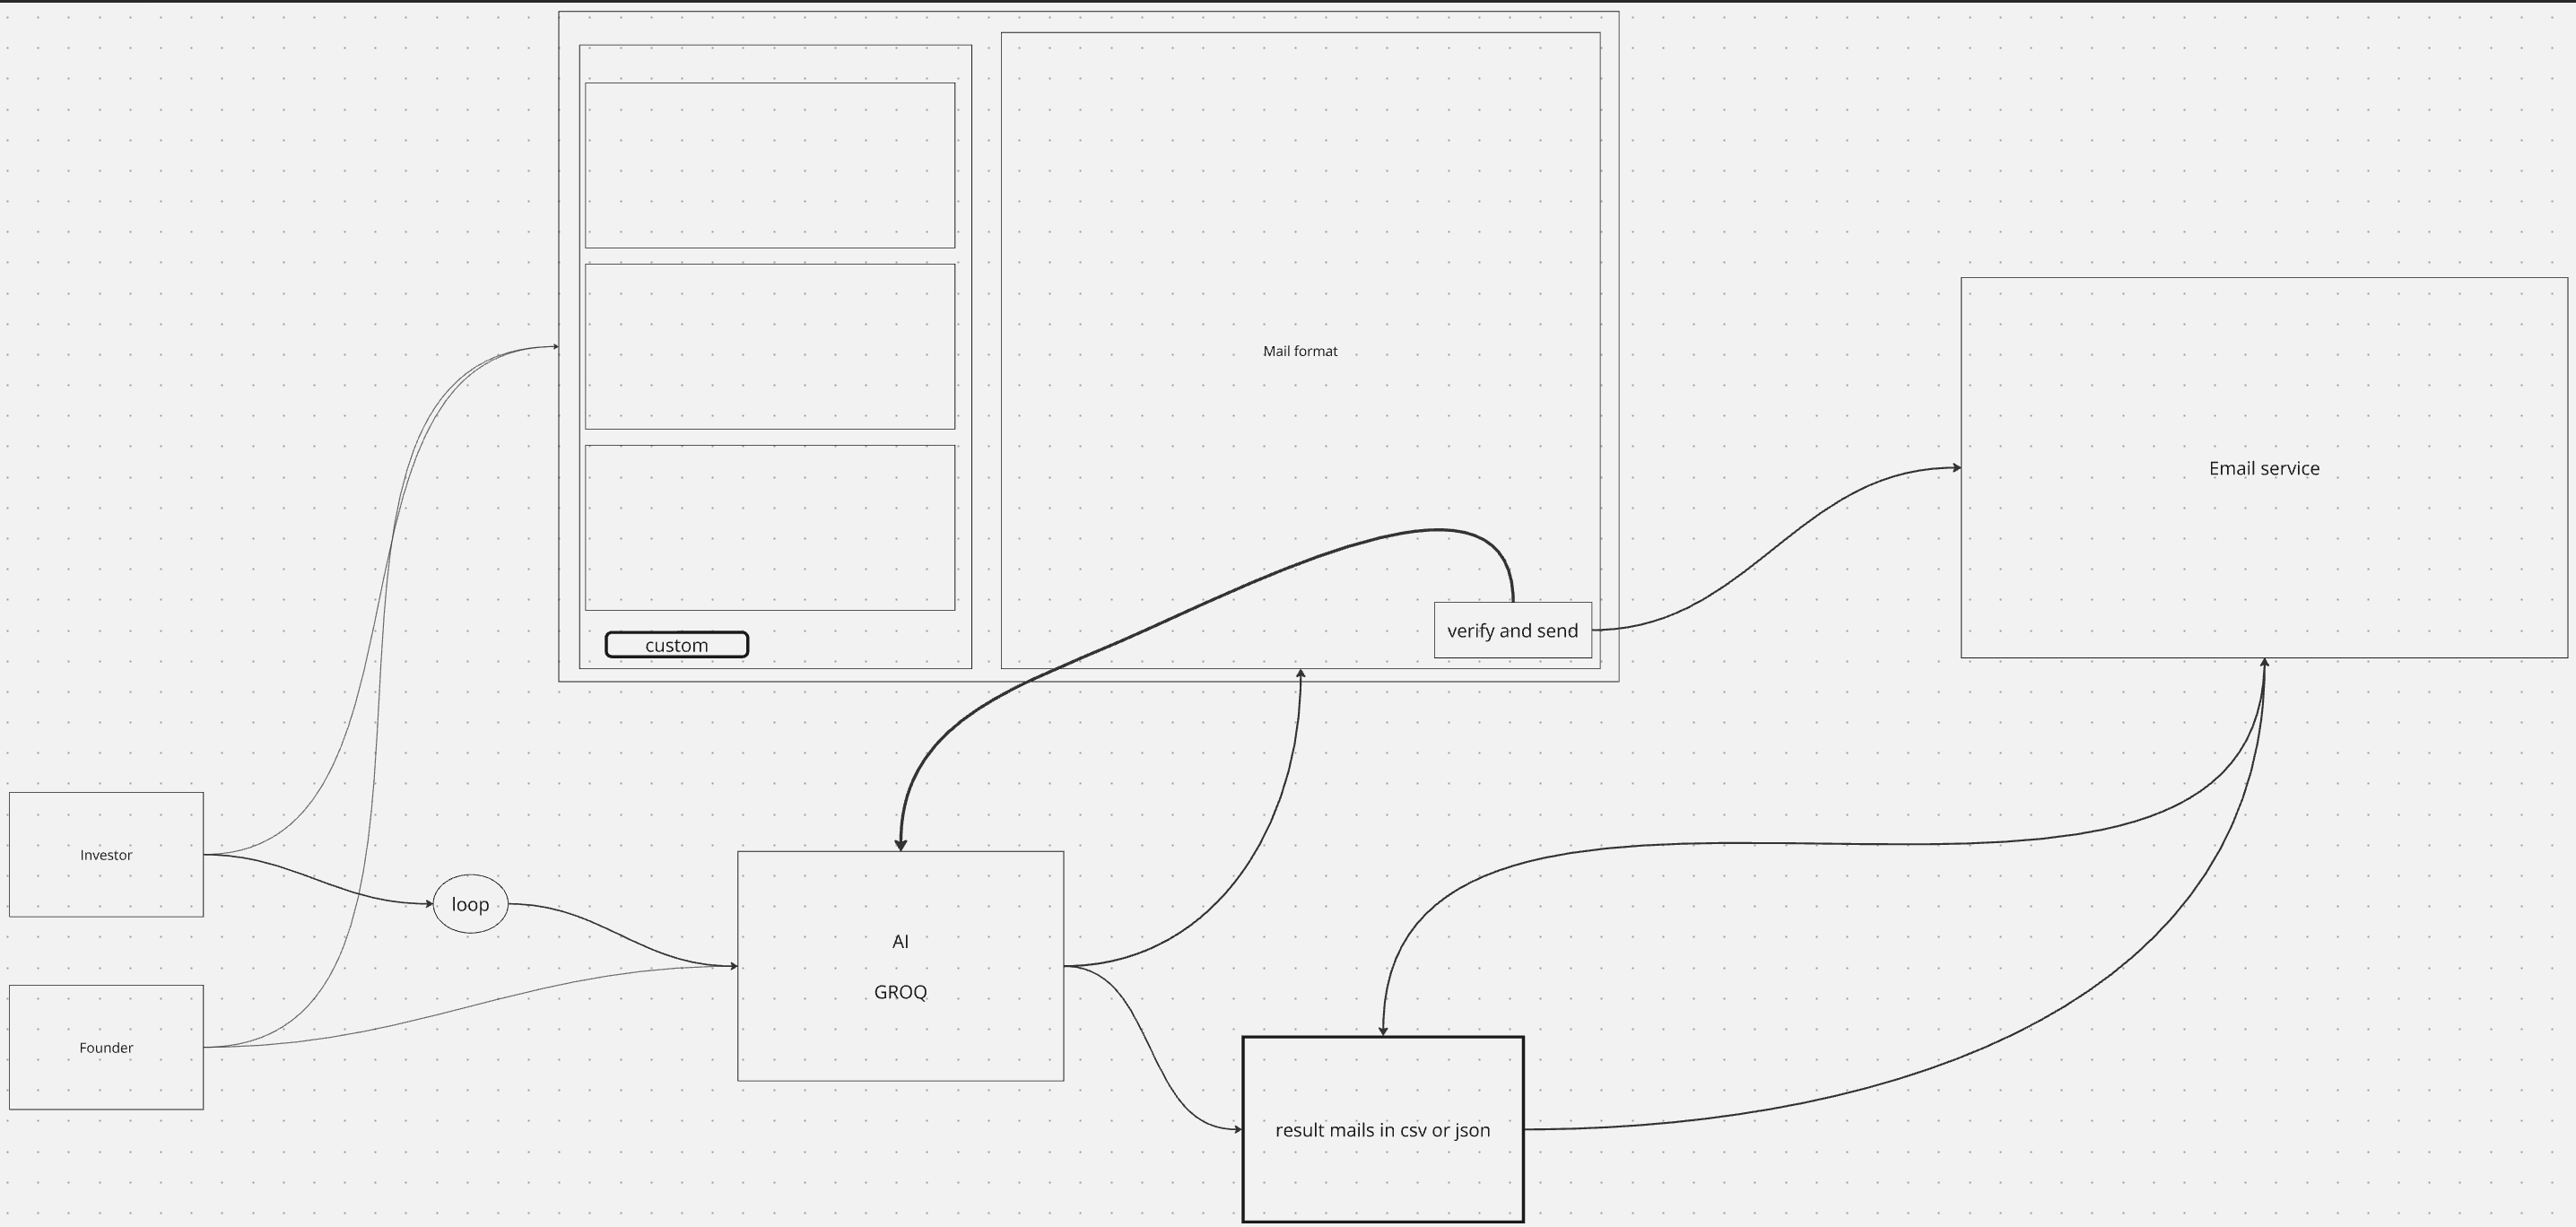 Mail format
custom
verify and send
Email service
Investor
loop
Founder
AI
GROQ
result mails in csv or json